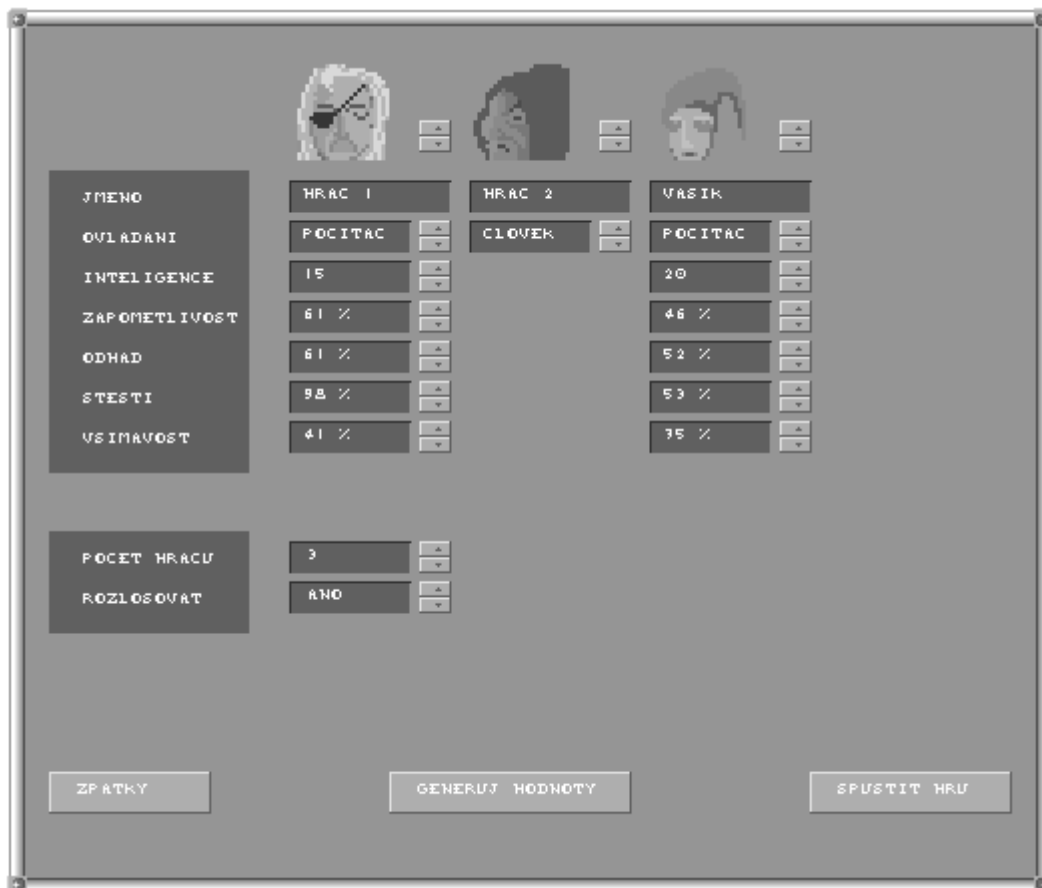 JMENO HRAC 1 HRAC 2 VASIK
OVLADANI POCITAC CLOVEK POCITAC
INTELIGENCE 15 20
ZAPOMETLIVOST 61 % 46 %
ODHAD 61 % 52 %
STESTI 98 % 53 %
VSIMAVOST 41 % 35 %
POCET HRACU 3
ROZLOSOVAT ANO
ZPATKY GENERUJ HODNOTY SPUSTIT HRU